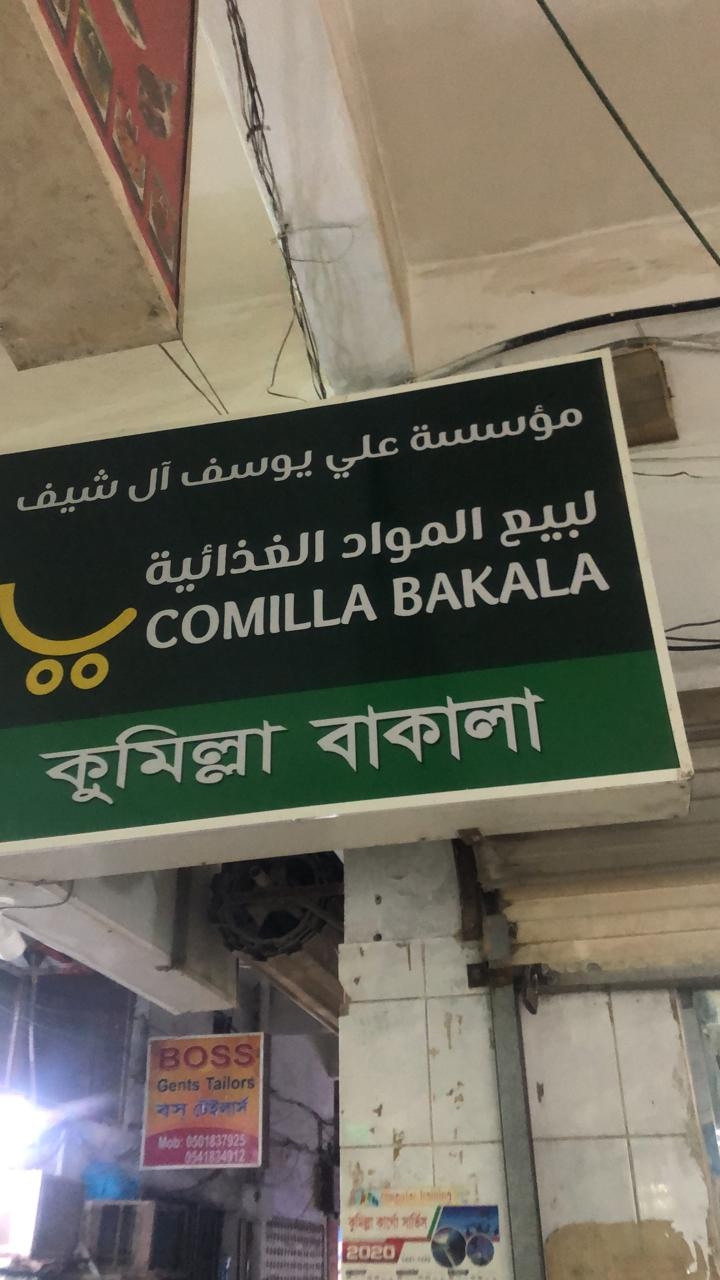 مؤسسة علي يوسف آل شيف
لبيع المواد الغذائية
COMILLA BAKALA
কুমিল্লা বাকালা
BOSS
Gents Tailors
বস টেইলার্স
Mob: 0501837925
0541834912
কুমিল্লা কার্গো সার্ভিস
2020